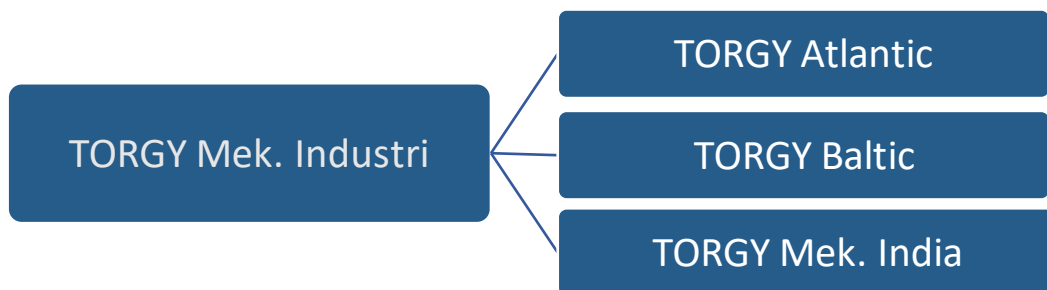 TORGY Mek. Industri
TORGY Atlantic
TORGY Baltic
TORGY Mek. India